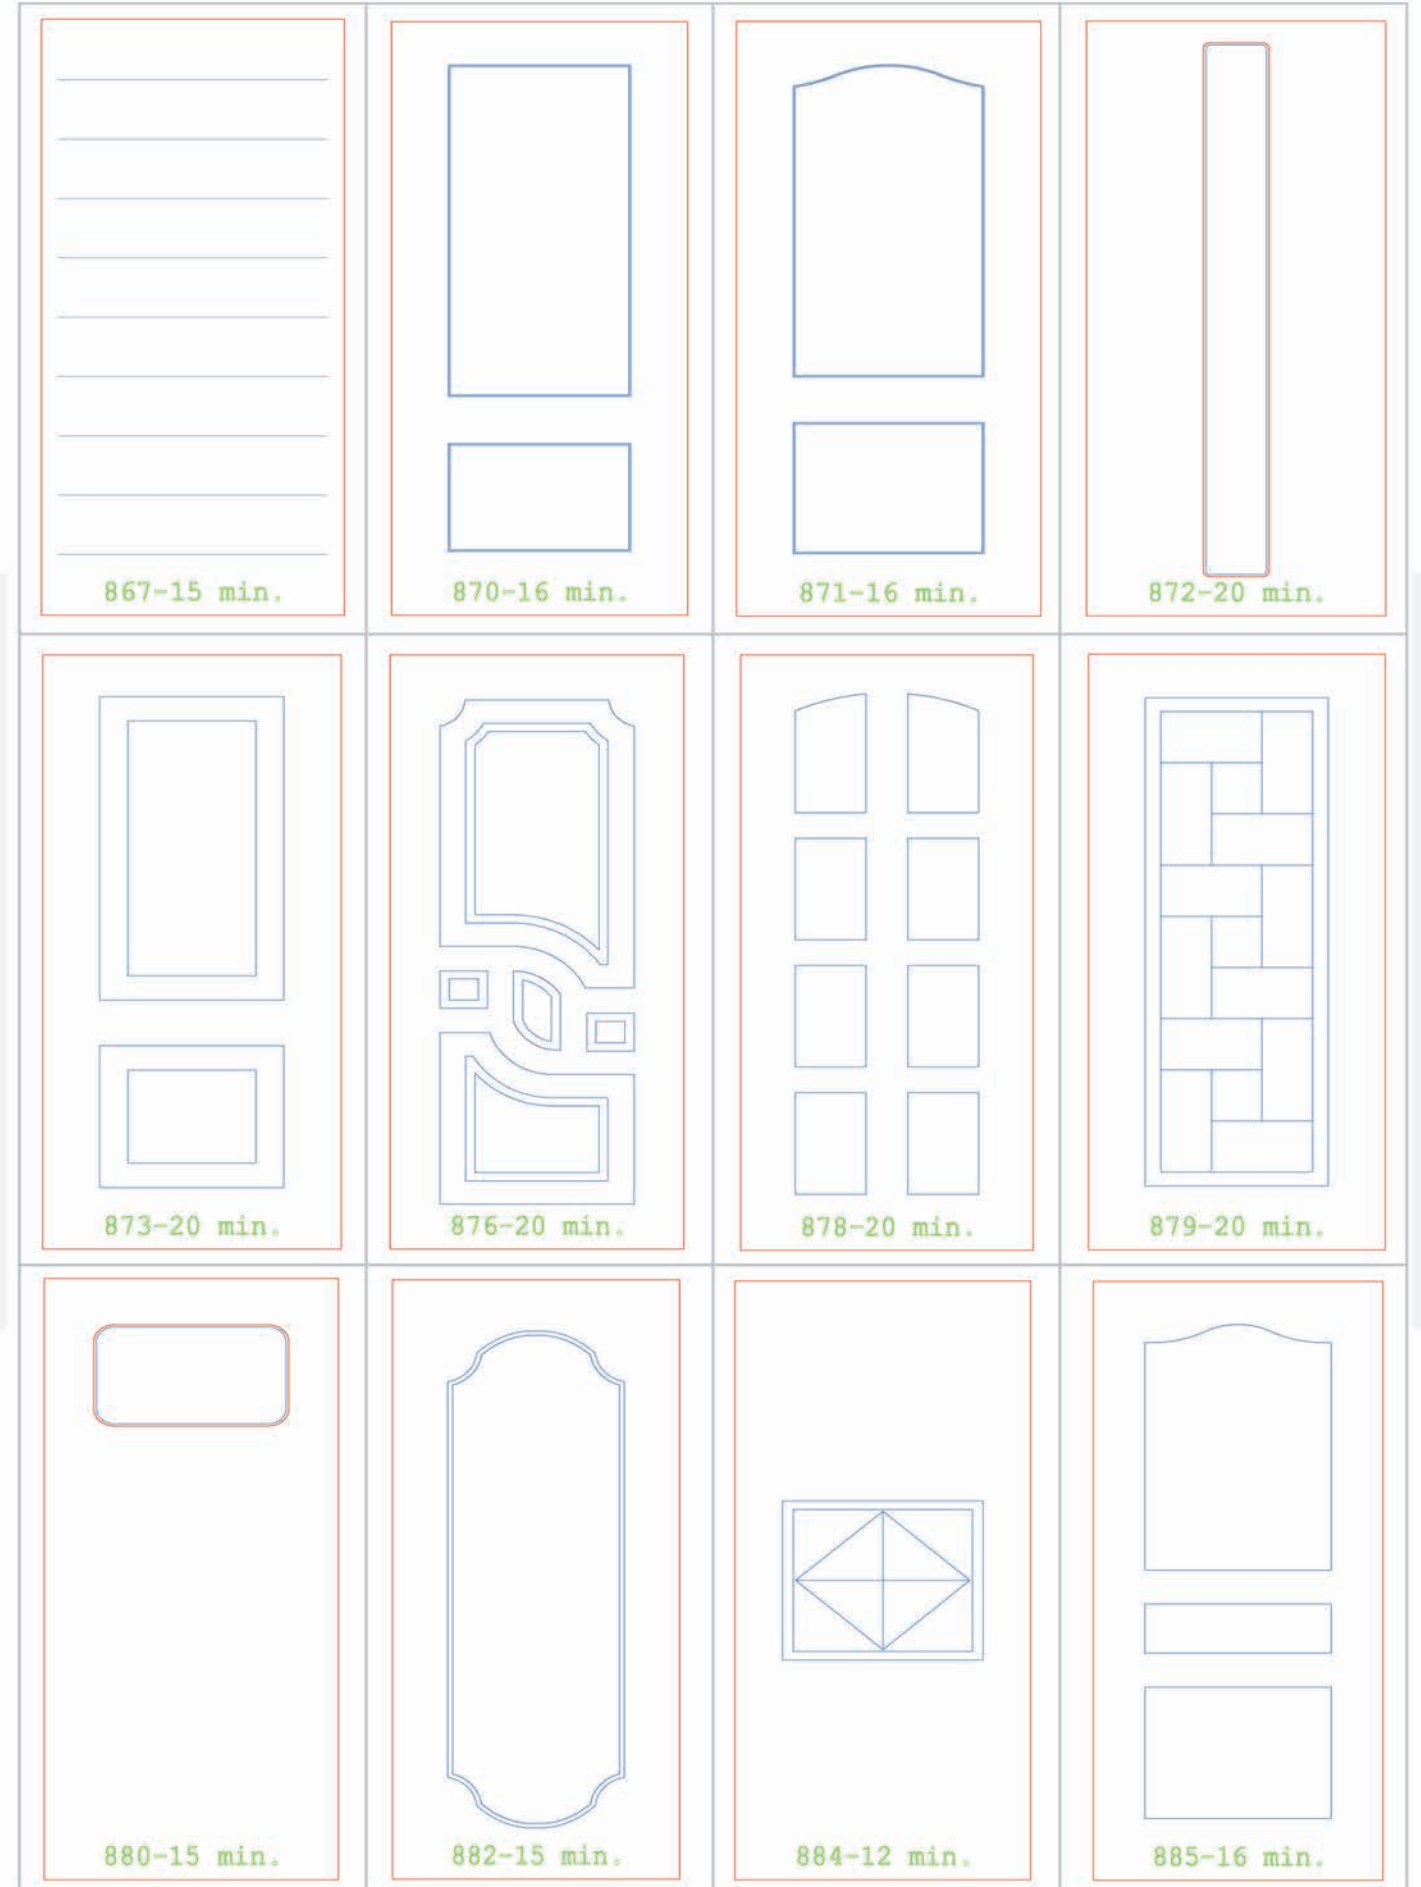 867-15 min.
870-16 min.
871-16 min.
872-20 min.
873-20 min.
876-20 min.
878-20 min.
879-20 min.
880-15 min.
882-15 min.
884-12 min.
885-16 min.